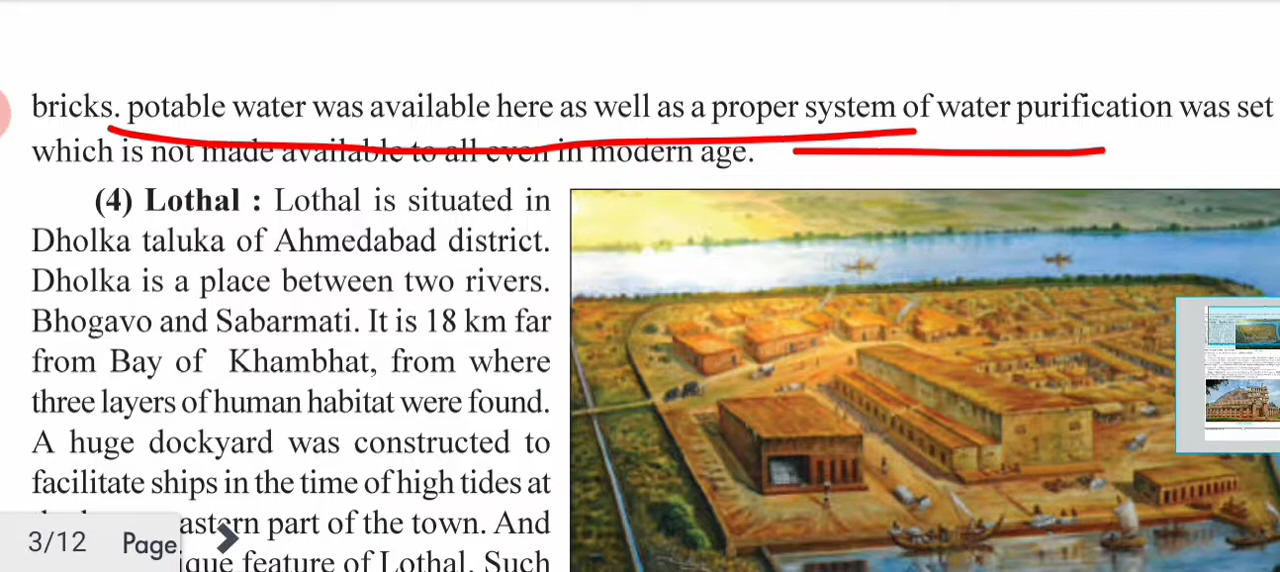 bricks. potable water was available here as well as a proper system of water purification was set
which is not made available to all even in modern age.
(4) Lothal : Lothal is situated in
Dholka taluka of Ahmedabad district.
Dholka is a place between two rivers.
Bhogavo and Sabarmati. It is 18 km far
from Bay of Khambhat, from where
three layers of human habitat were found.
A huge dockyard was constructed to
facilitate ships in the time of high tides at
part of the town. And
feature of Lothal. Such
3/12 Page